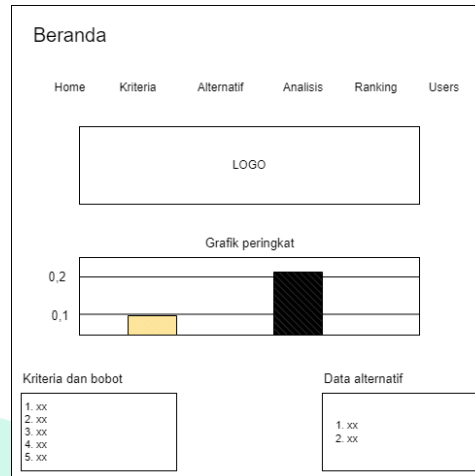 Beranda
Home Kriteria Alternatif Analisis Ranking Users
LOGO
Grafik peringkat
0,2
0,1
Kriteria dan bobot
1. xx
2. xx
3. xx
4. xx
5. xx
Data alternatif
1. xx
2. xx